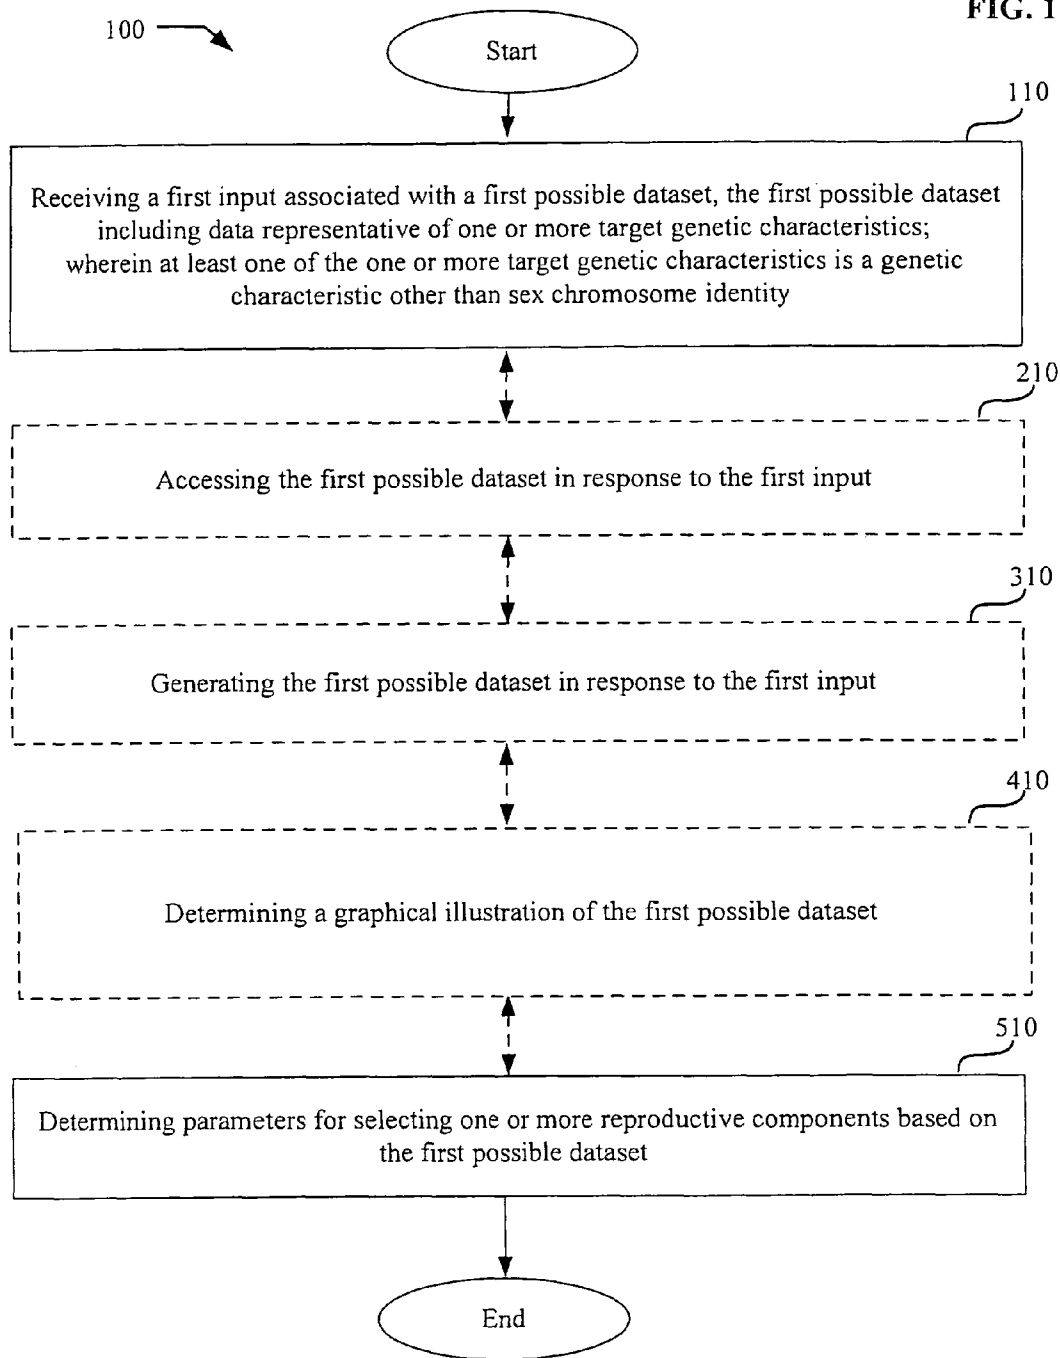 FIG. 1
100
Start
110
Receiving a first input associated with a first possible dataset, the first possible dataset
including data representative of one or more target genetic characteristics;
wherein at least one of the one or more target genetic characteristics is a genetic
characteristic other than sex chromosome identity
210
Accessing the first possible dataset in response to the first input
310
Generating the first possible dataset in response to the first input
410
Determining a graphical illustration of the first possible dataset
510
Determining parameters for selecting one or more reproductive components based on
the first possible dataset
End